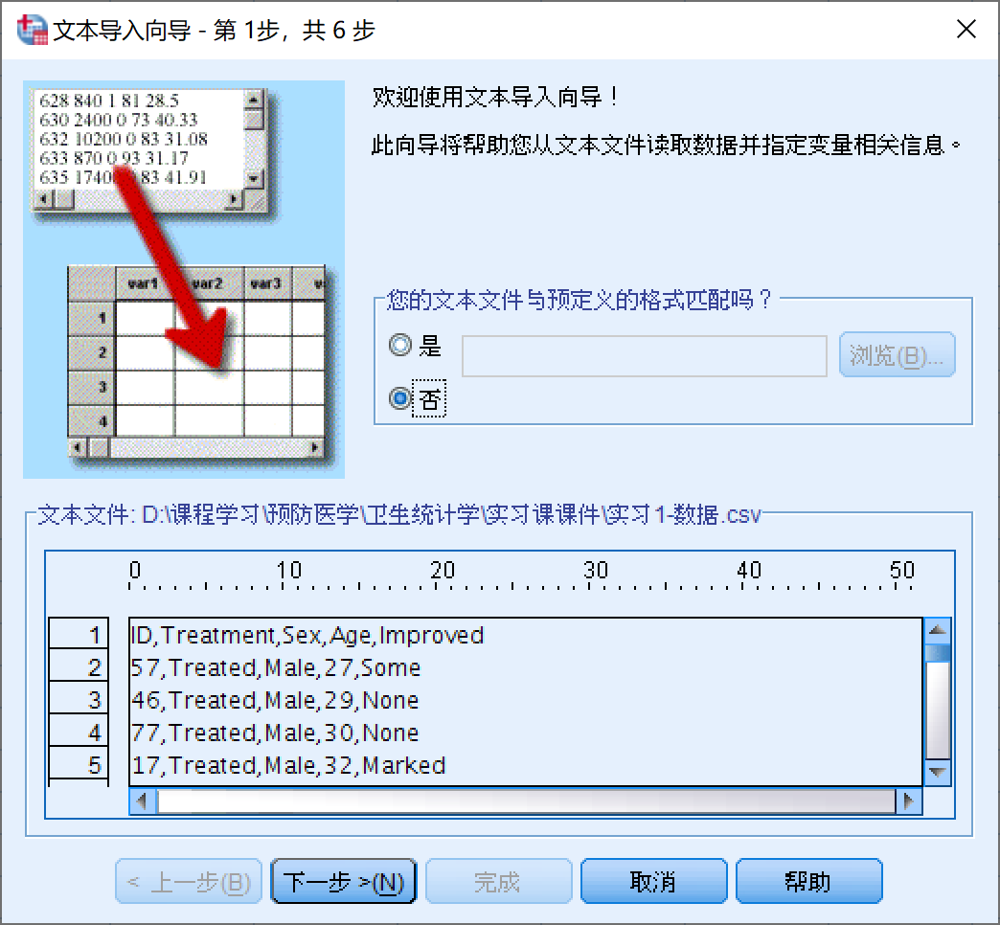 文本导入向导 - 第 1步，共 6 步
628 840 1 81 28.5
630 2400 0 73 40.33
632 10200 0 83 31.08
633 870 0 93 31.17
635 1740 83 41.91
var1 var2 var3 v
1
2
3
4
欢迎使用文本导入向导！
此向导将帮助您从文本文件读取数据并指定变量相关信息。
您的文本文件与预定义的格式匹配吗？
是
浏览(B)...
否
文本文件: D:\课程学习\预防医学\卫生统计学\实习课课件\实习1-数据.csv
0 10 20 30 40 50
1 ID,Treatment,Sex,Age,Improved
2 57,Treated,Male,27,Some
3 46,Treated,Male,29,None
4 77,Treated,Male,30,None
5 17,Treated,Male,32,Marked
< 上一步(B) 下一步 >(N) 完成 取消 帮助